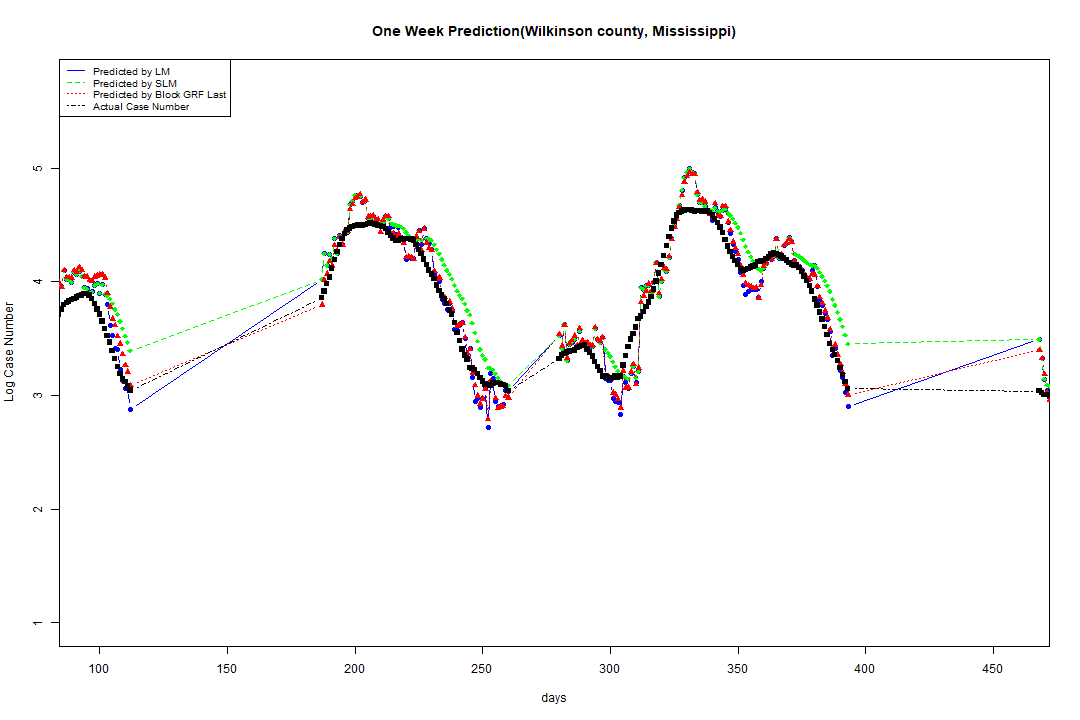 One Week Prediction(Wilkinson county, Mississippi)
Predicted by LM
Predicted by SLM
Predicted by Block GRF Last
Actual Case Number
5
4
3
2
1
Log Case Number
100 150 200 250 300 350 400 450
days